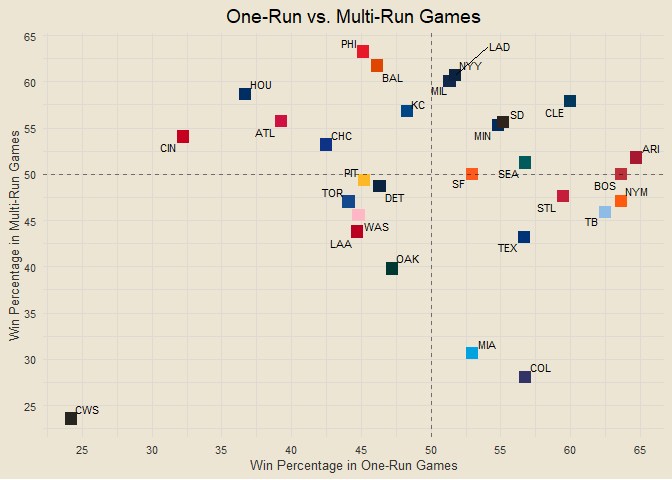 One-Run vs. Multi-Run Games
Win Percentage in Multi-Run Games
65
60
55
50
45
40
35
30
25
PHI
LAD
NYY
BAL
HOU
MIL
KC
CLE
ATL
SD
CIN
CHC
MIN
ARI
PIT
SF
SEA
BOS
TOR
DET
NYM
STL
TB
WAS
LAA
TEX
OAK
MIA
COL
CWS
25
30
35
40
45
50
55
60
65
Win Percentage in One-Run Games